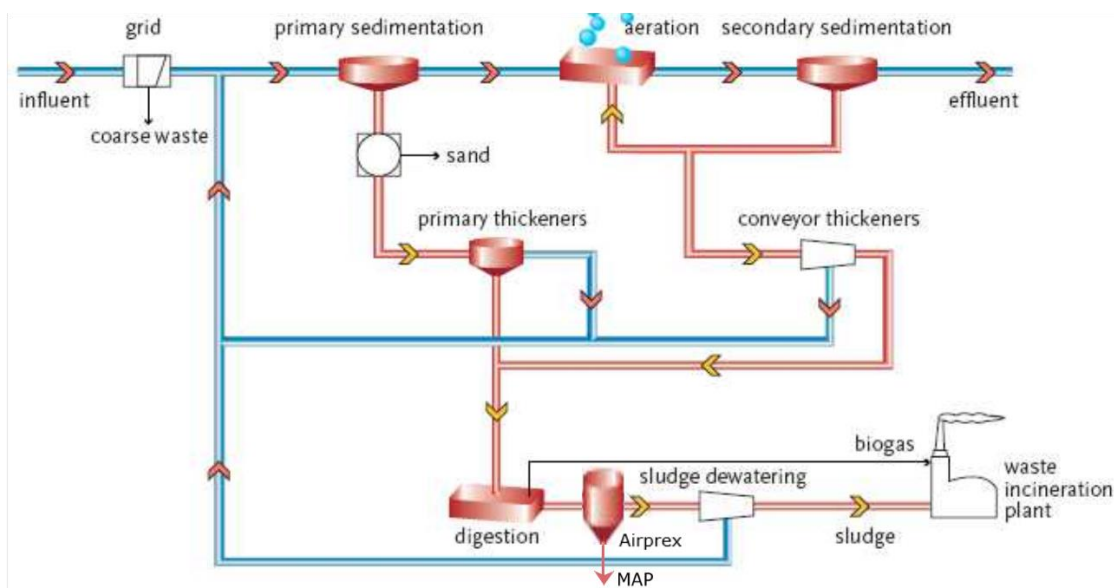 grid
primary sedimentation
aeration
secondary sedimentation
influent
effluent
coarse waste
sand
primary thickeners
conveyor thickeners
biogas
sludge dewatering
waste
incineration
plant
digestion
Airprex
sludge
MAP